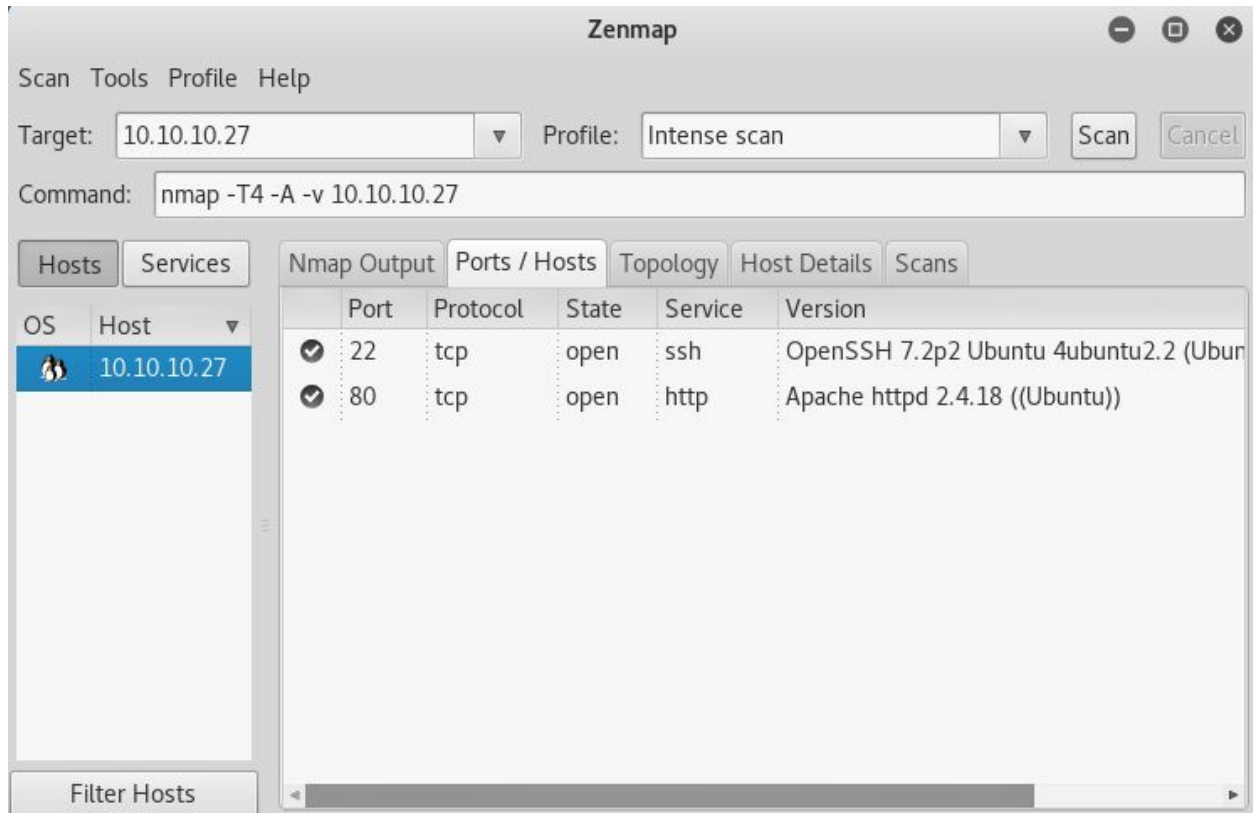 Zenmap
Scan Tools Profile Help
Target: 10.10.10.27 Profile: Intense scan Scan Cancel
Command: nmap -T4 -A -v 10.10.10.27
Hosts Services Nmap Output Ports / Hosts Topology Host Details Scans
OS Host Port Protocol State Service Version
10.10.10.27 22 tcp open ssh OpenSSH 7.2p2 Ubuntu 4ubuntu2.2 (Ubun
80 tcp open http Apache httpd 2.4.18 ((Ubuntu))
Filter Hosts